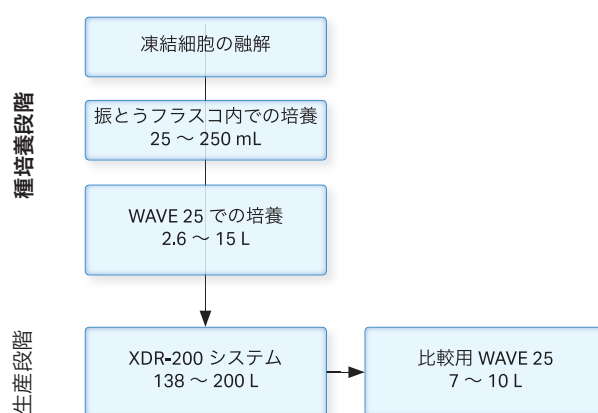 種培養段階
凍結細胞の融解
振とうフラスコ内での培養
25 ～ 250 mL
WAVE 25 での培養
2.6 ～ 15 L
生産段階
XDR-200 システム
138 ～ 200 L
比較用 WAVE 25
7 ～ 10 L